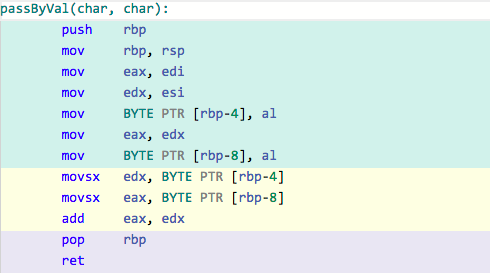 passByVal(char, char):
push rbp
mov rbp, rsp
mov eax, edi
mov edx, esi
mov BYTE PTR [rbp-4], al
mov eax, edx
mov BYTE PTR [rbp-8], al
movsx edx, BYTE PTR [rbp-4]
movsx eax, BYTE PTR [rbp-8]
add eax, edx
pop rbp
ret